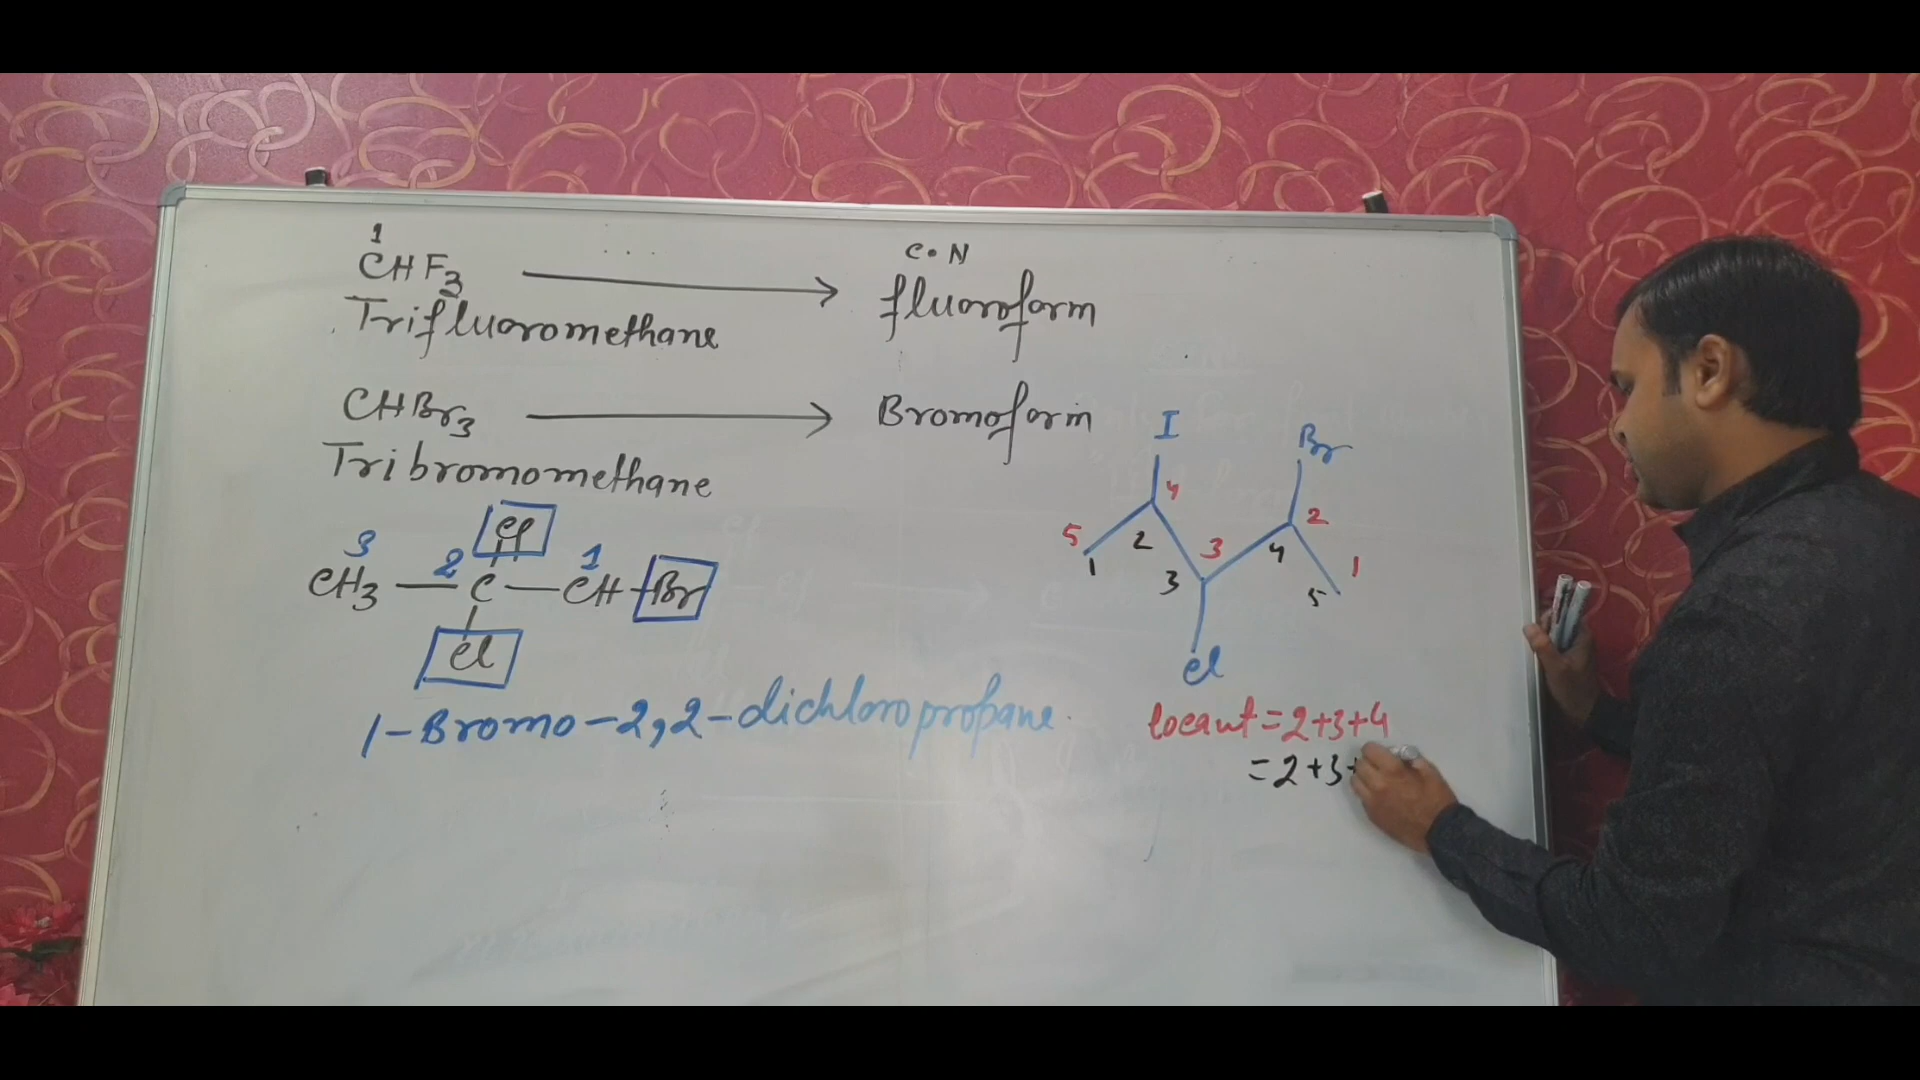 1
CHF3 ⟶ C.N
Trifluoromethane fluoroform
CHBr3 ⟶ Bromoform
Tribromomethane
Cl
3 2 1
CH3 — C — CH — Br
Cl
1-Bromo-2,2-dichloropropane
I Br
4 2
5 2 3 4 1
1 3 5
Cl
locant = 2+3+4
= 2+3+